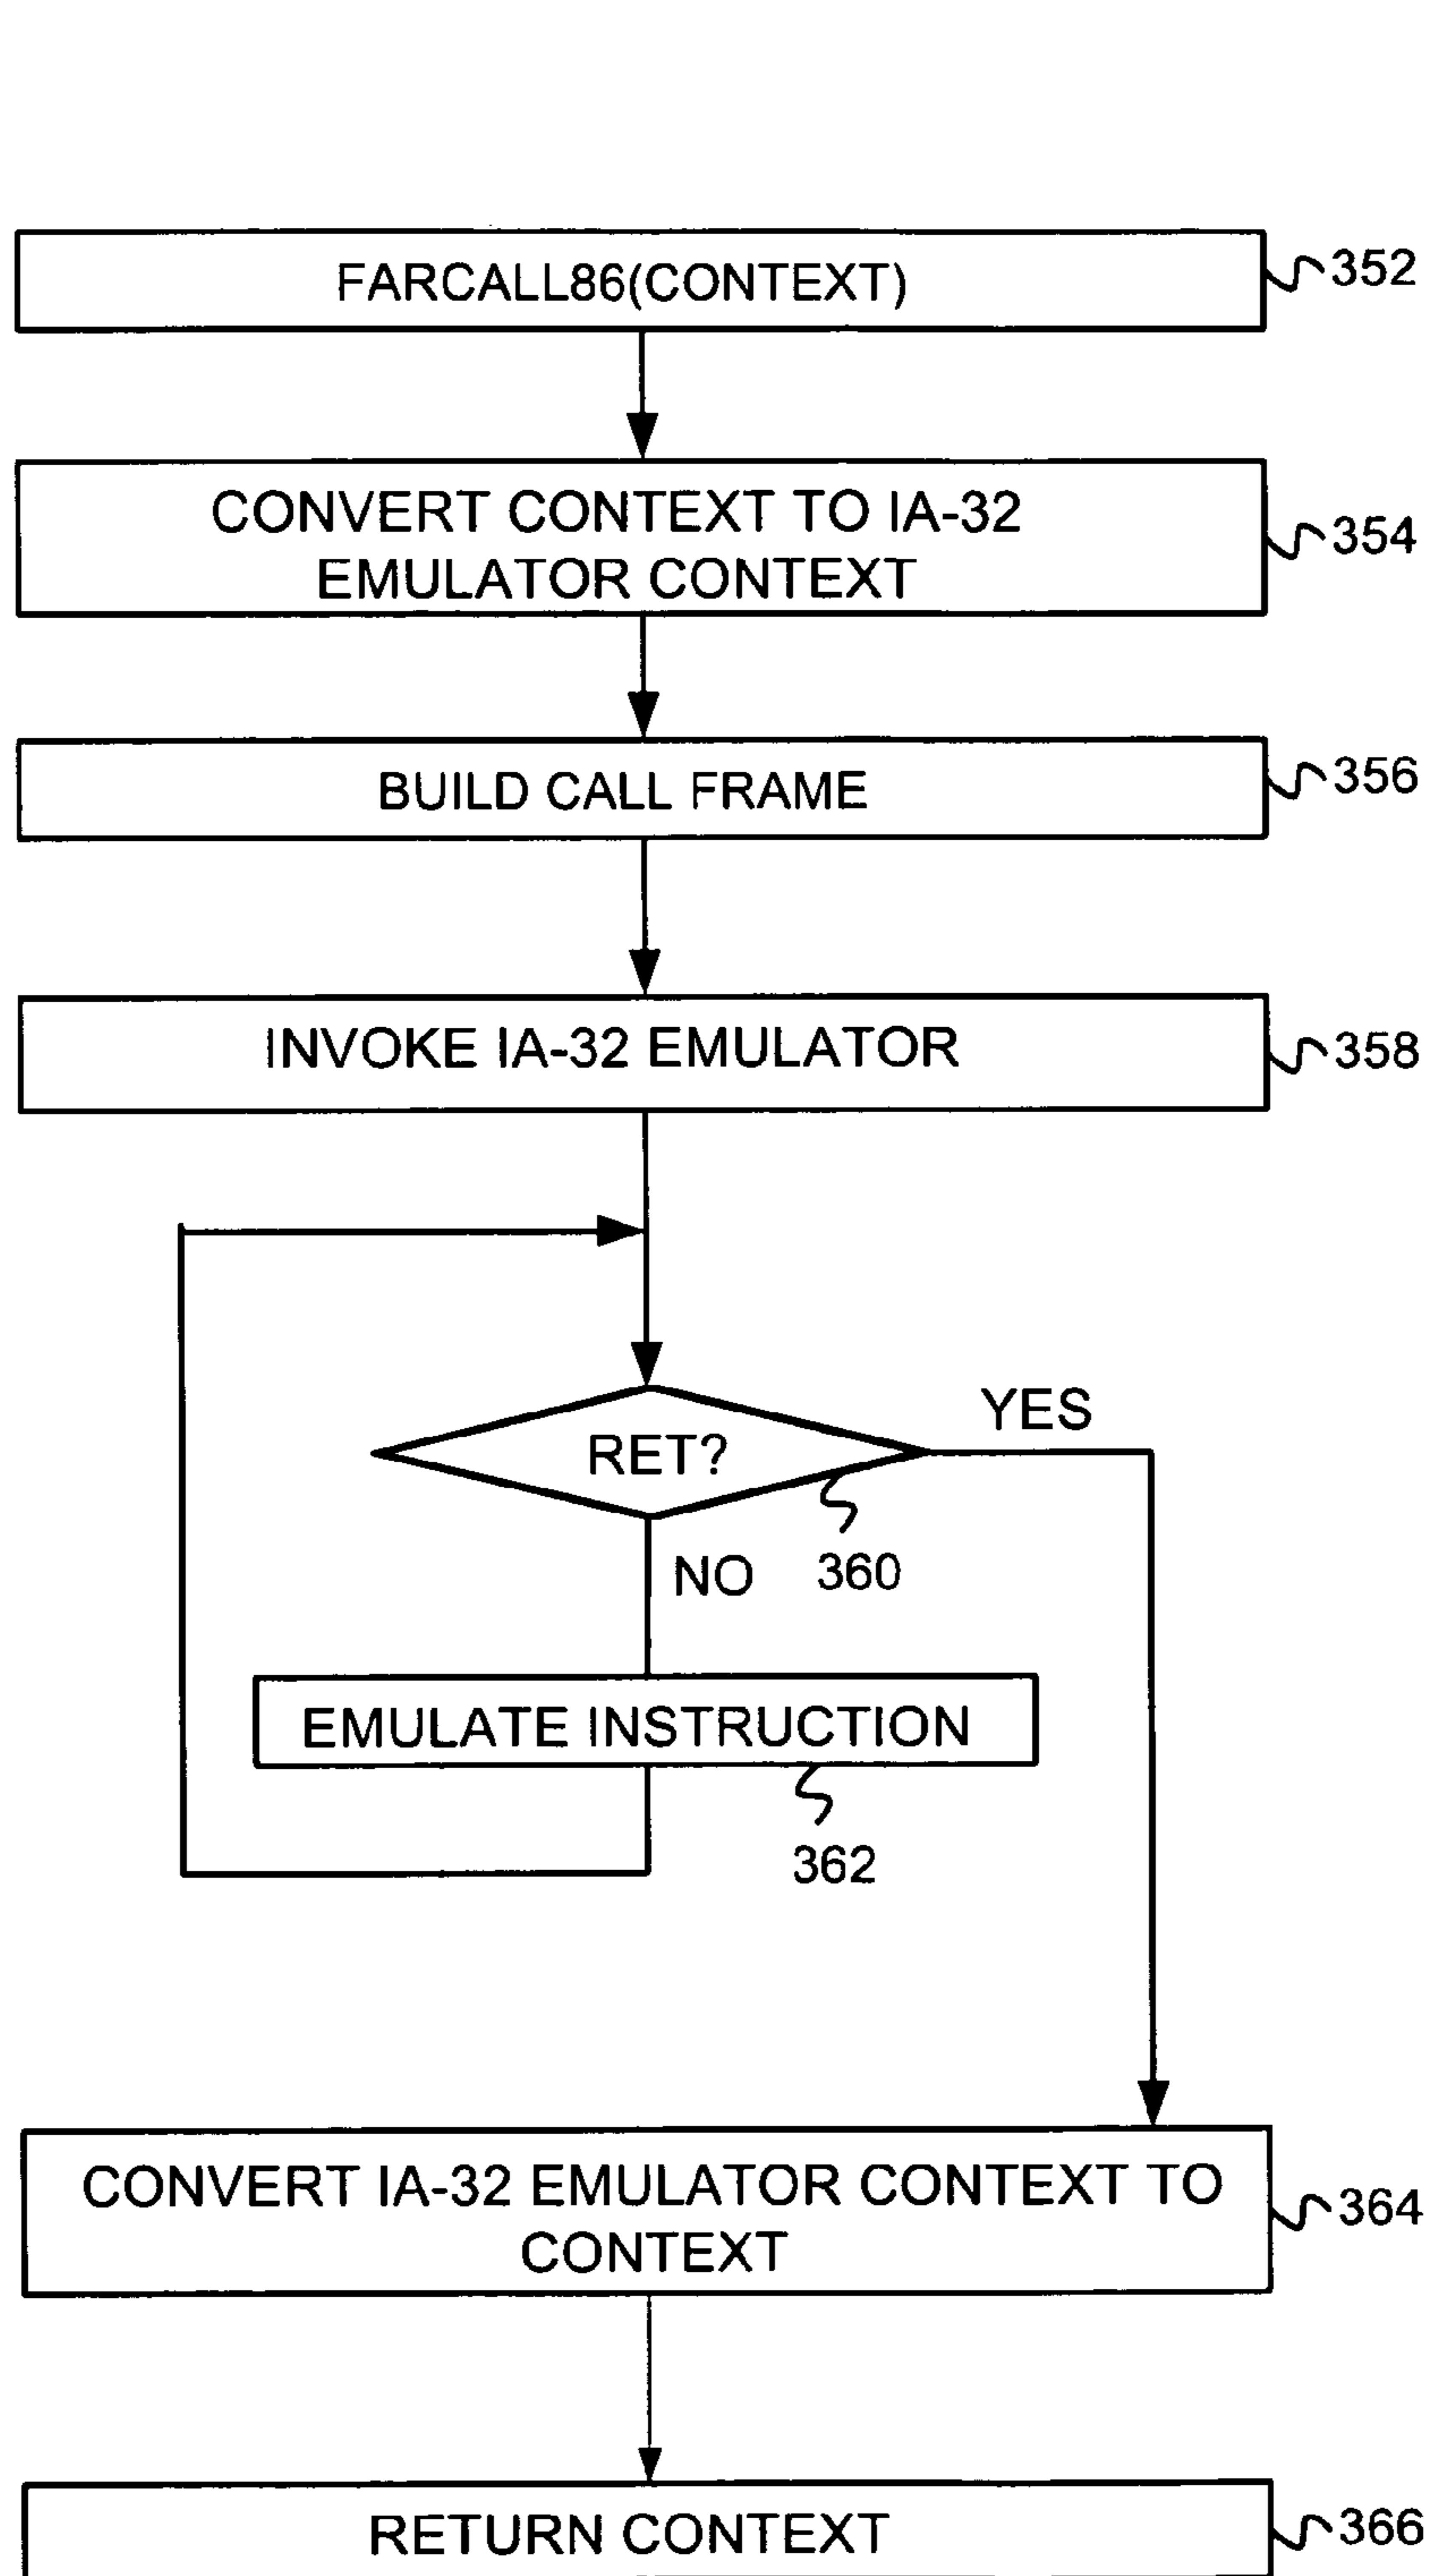 FARCALL86(CONTEXT)
352
CONVERT CONTEXT TO IA-32
EMULATOR CONTEXT
354
BUILD CALL FRAME
356
INVOKE IA-32 EMULATOR
358
YES
RET?
NO
360
EMULATE INSTRUCTION
362
CONVERT IA-32 EMULATOR CONTEXT TO
CONTEXT
364
RETURN CONTEXT
366